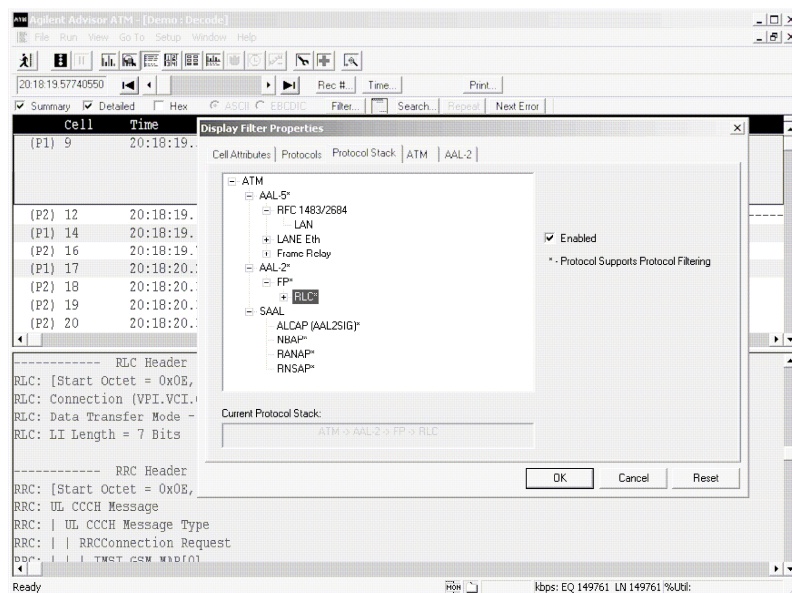 Agilent Advisor ATM - [Demo : Decode]
File Run View Go To Setup Window Help
20:18:19.57740550 Rec #... Time... Print...
Summary Detailed Hex ASCII EBCDIC Filter... Search... Repeat Next Error
Cell Time
(P1) 9 20:18:19.
(P2) 12 20:18:19.
(P1) 14 20:18:19.
(P2) 16 20:18:19.
(P1) 17 20:18:20.
(P2) 18 20:18:20.
(P2) 19 20:18:20.
(P2) 20 20:18:20.
Display Filter Properties
Cell Attributes Protocols Protocol Stack ATM AAL-2
ATM
AAL-5*
RFC 1483/2684
LAN
LANE Eth
Frame Relay
AAL-2*
FP*
RLC*
SAAL
ALCAP (AAL2SIG)*
NBAP*
RANAP*
RNSAP*
Enabled
* - Protocol Supports Protocol Filtering
Current Protocol Stack:
ATM -> AAL-2 -> FP -> RLC
OK Cancel Reset
------------ RLC Header
RLC: [Start Octet = 0x0E,
RLC: Connection (VPI.VCI.
RLC: Data Transfer Mode -
RLC: LI Length = 7 Bits
------------ RRC Header
RRC: [Start Octet = 0x0E,
RRC: UL CCCH Message
RRC: | UL CCCH Message Type
RRC: | | RRCConnection Request
Ready MON kbps: EQ 149761 LN 149761 %Util: